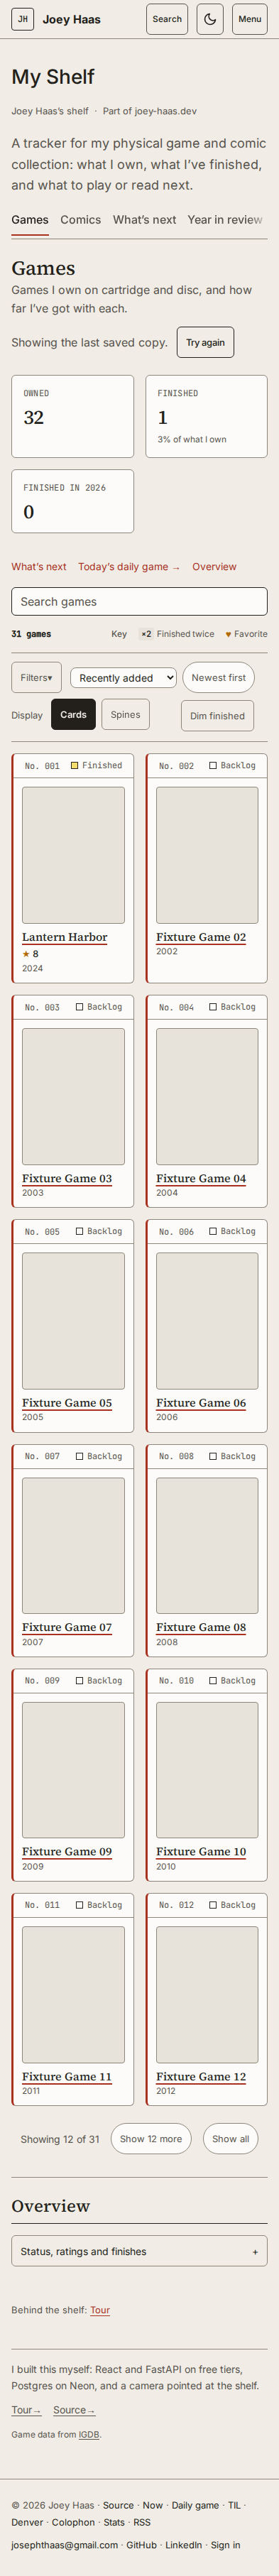 JH Joey Haas Search Menu
My Shelf
Joey Haas's shelf · Part of joey-haas.dev
A tracker for my physical game and comic
collection: what I own, what I've finished,
and what to play or read next.
Games Comics What's next Year in review
Games
Games I own on cartridge and disc, and how
far I've got with each.
Showing the last saved copy. Try again
OWNED
32
FINISHED
1
3% of what I own
FINISHED IN 2026
0
What's next Today's daily game → Overview
Search games
31 games Key ×2 Finished twice ♥ Favorite
Filters▾ Recently added Newest first
Display Cards Spines Dim finished
No. 001 Finished
Lantern Harbor
★ 8
2024
No. 002 Backlog
Fixture Game 02
2002
No. 003 Backlog
Fixture Game 03
2003
No. 004 Backlog
Fixture Game 04
2004
No. 005 Backlog
Fixture Game 05
2005
No. 006 Backlog
Fixture Game 06
2006
No. 007 Backlog
Fixture Game 07
2007
No. 008 Backlog
Fixture Game 08
2008
No. 009 Backlog
Fixture Game 09
2009
No. 010 Backlog
Fixture Game 10
2010
No. 011 Backlog
Fixture Game 11
2011
No. 012 Backlog
Fixture Game 12
2012
Showing 12 of 31 Show 12 more Show all
Overview
Status, ratings and finishes +
Behind the shelf: Tour
I built this myself: React and FastAPI on free tiers,
Postgres on Neon, and a camera pointed at the shelf.
Tour→ Source→
Game data from IGDB.
© 2026 Joey Haas · Source · Now · Daily game · TIL ·
Denver · Colophon · Stats · RSS
josephthaas@gmail.com · GitHub · LinkedIn · Sign in